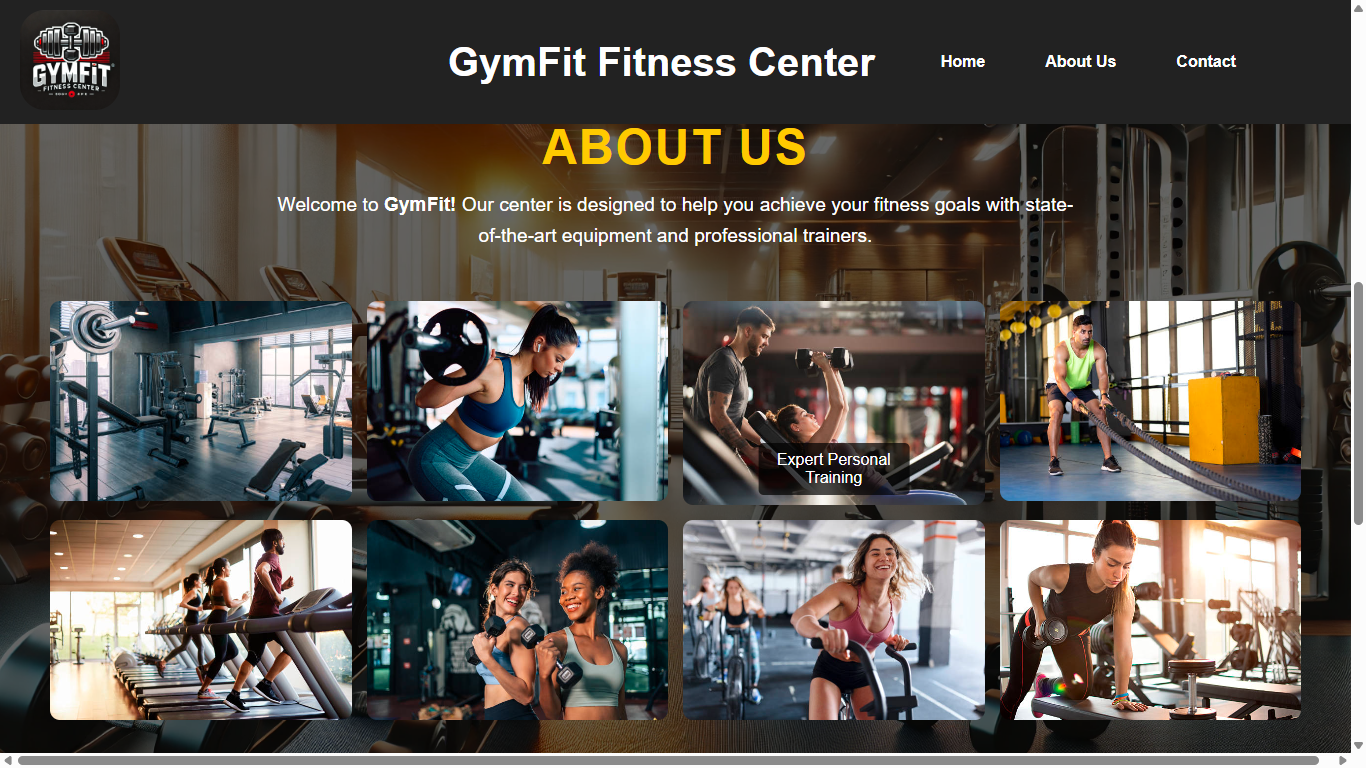 GYMFIT
FITNESS CENTER
GymFit Fitness Center
Home
About Us
Contact
ABOUT US
Welcome to GymFit! Our center is designed to help you achieve your fitness goals with state-
of-the-art equipment and professional trainers.
Expert Personal
Training